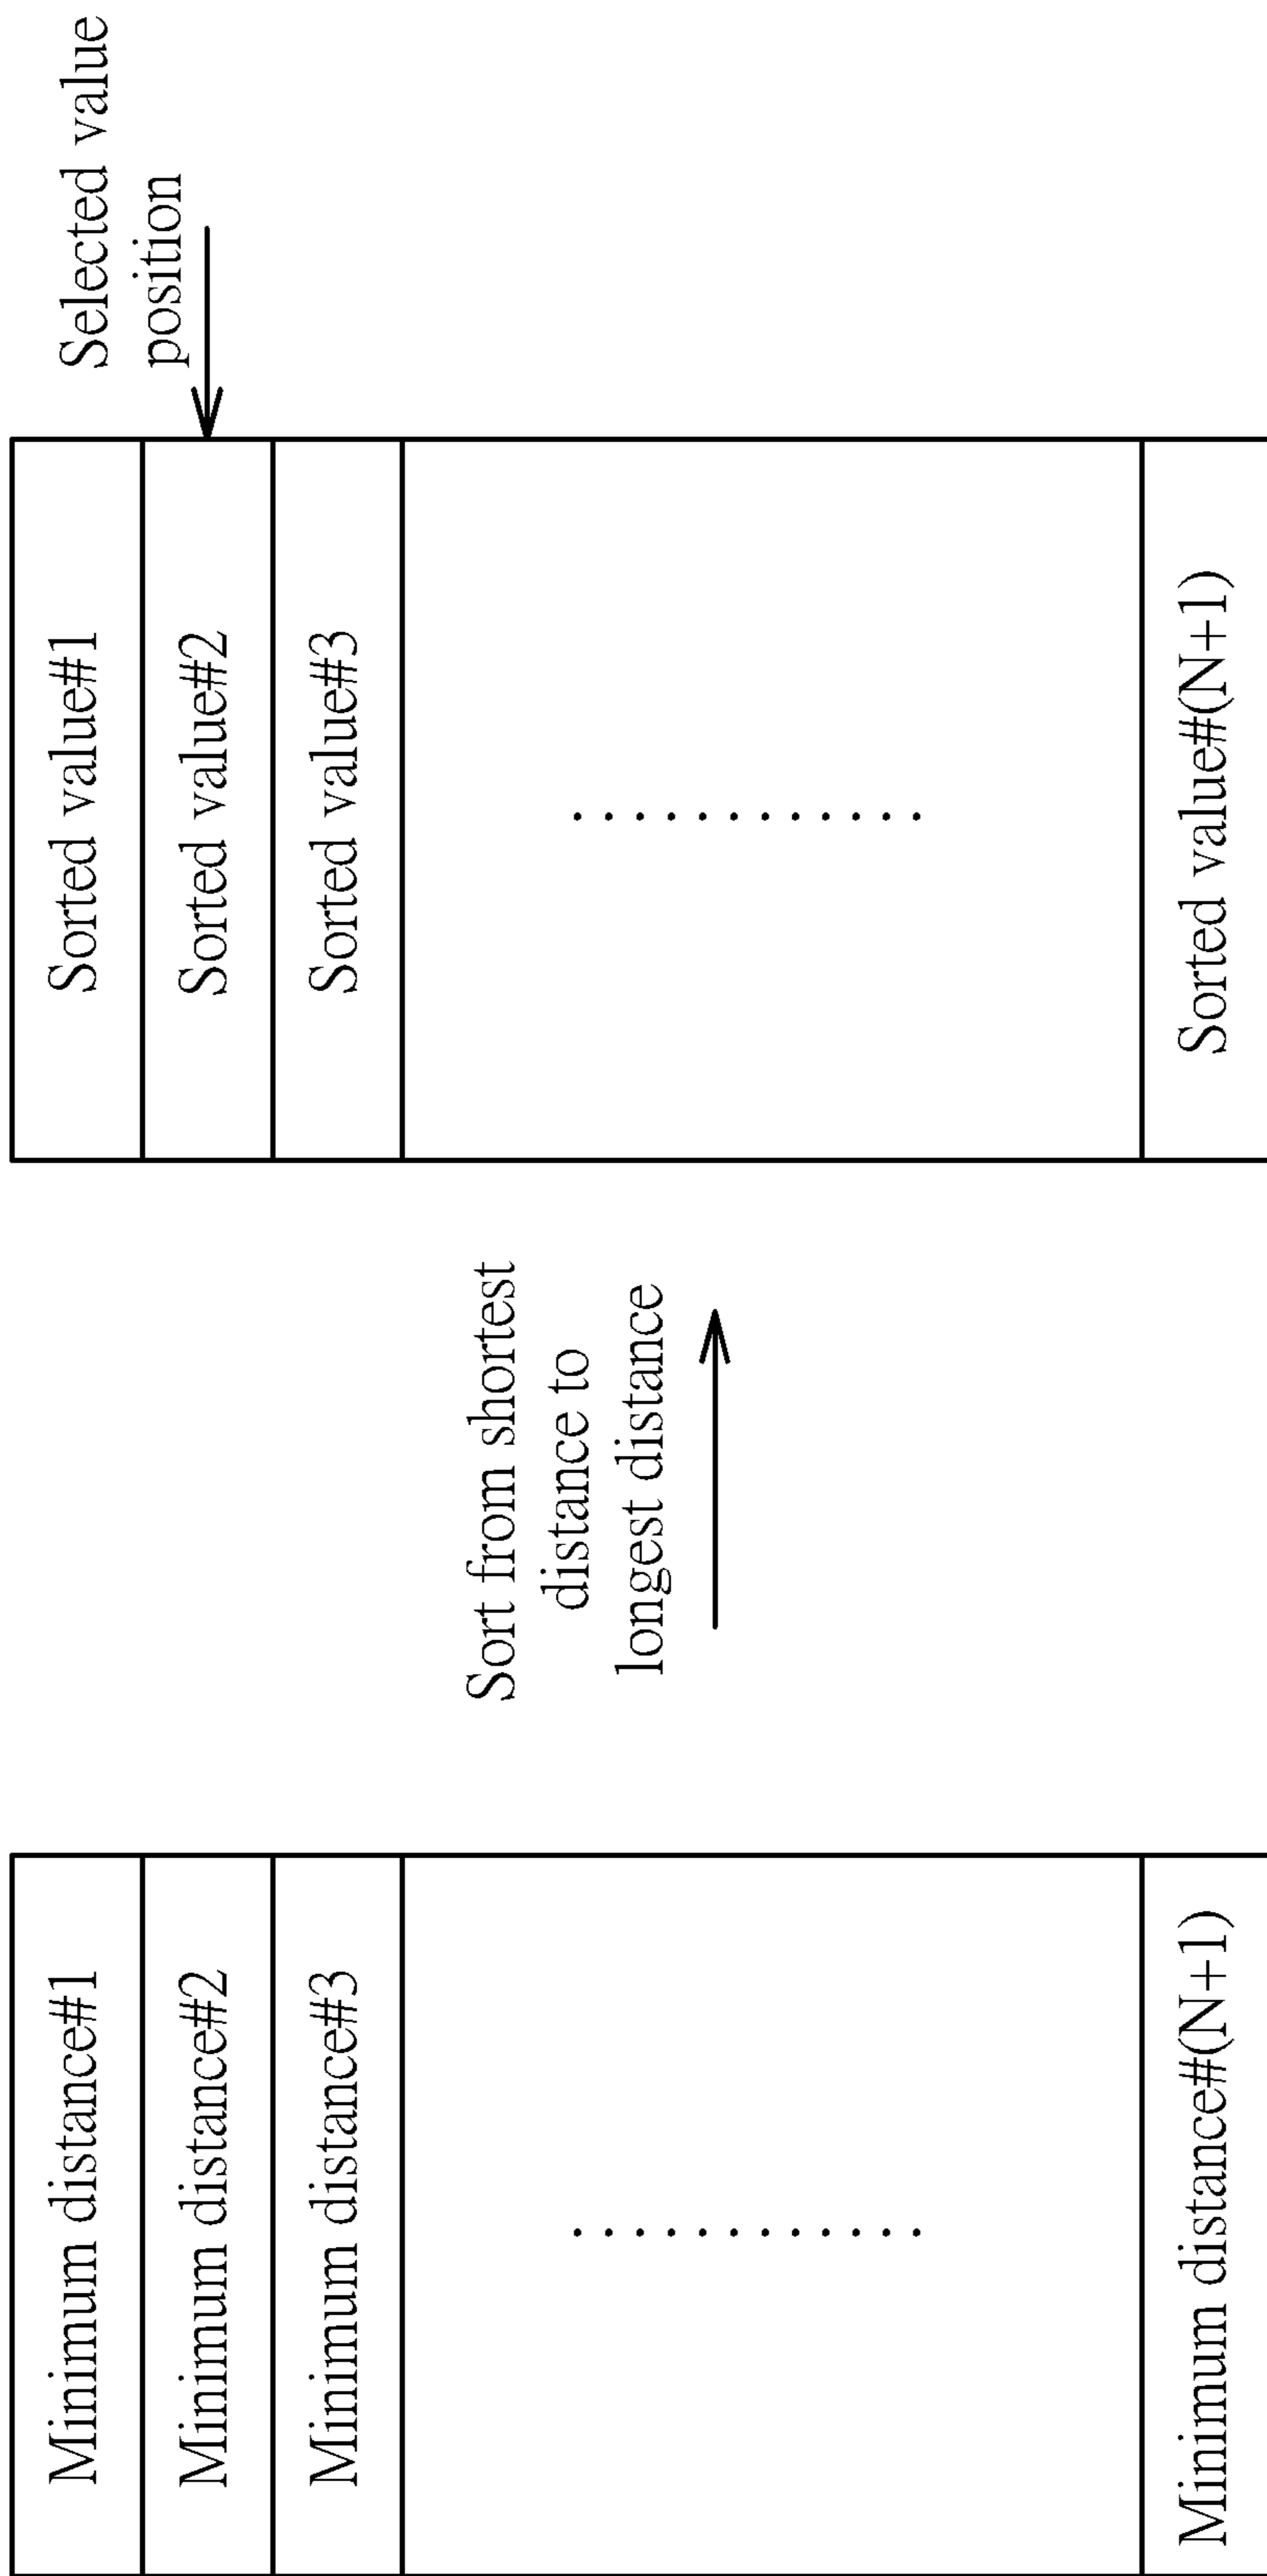 Minimum distance#1
Minimum distance#2
Minimum distance#3
Minimum distance#(N+1)
Sort from shortest
distance to
longest distance
Sorted value#1
Sorted value#2
Sorted value#3
Sorted value#(N+1)
Selected value
position